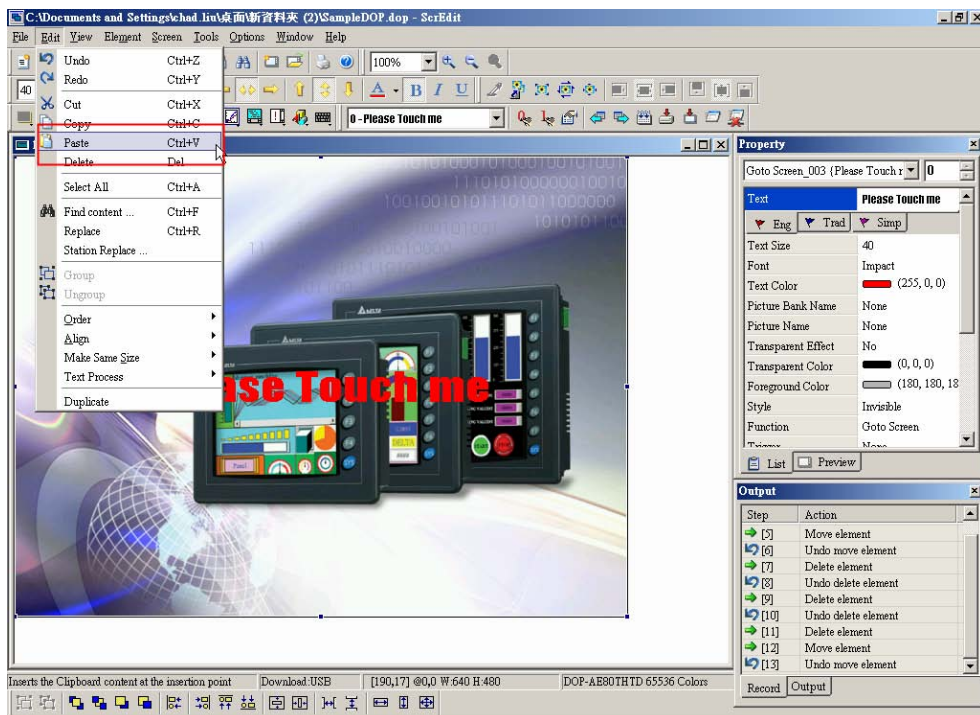 C:\Documents and Settings\chad.liu\桌面\新資料夾 (2)\SampleDOP.dop - ScrEdit
File Edit View Element Screen Tools Options Window Help
Undo Ctrl+Z
Redo Ctrl+Y
Cut Ctrl+X
Copy Ctrl+C
Paste Ctrl+V
Delete Del
Select All Ctrl+A
Find content ... Ctrl+F
Replace Ctrl+R
Station Replace ...
Group
Ungroup
Order
Align
Make Same Size
Text Process
Duplicate
100%
40
A B I U
0 - Please Touch me
ase Touch me
DELTA
Property
Goto Screen_003 {Please Touch r 0
Text Please Touch me
Eng Trad Simp
Text Size 40
Font Impact
Text Color (255, 0, 0)
Picture Bank Name None
Picture Name None
Transparent Effect No
Transparent Color (0, 0, 0)
Foreground Color (180, 180, 18
Style Invisible
Function Goto Screen
Trigger None
List Preview
Output
Step Action
[5] Move element
[6] Undo move element
[7] Delete element
[8] Undo delete element
[9] Delete element
[10] Undo delete element
[11] Delete element
[12] Move element
[13] Undo move element
Record Output
Inserts the Clipboard content at the insertion point Download:USB [190,17] @0,0 W:640 H:480 DOP-AE80THTD 65536 Colors